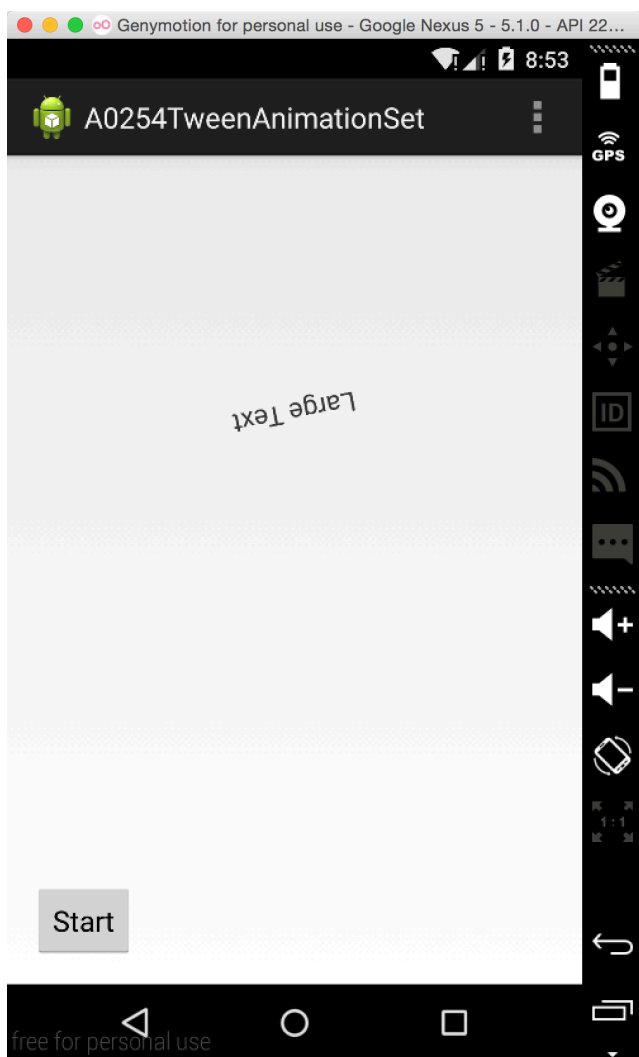 Genymotion for personal use - Google Nexus 5 - 5.1.0 - API 22...
8:53
A0254TweenAnimationSet
GPS
Large Text
ID
1:1
Start
free for personal use